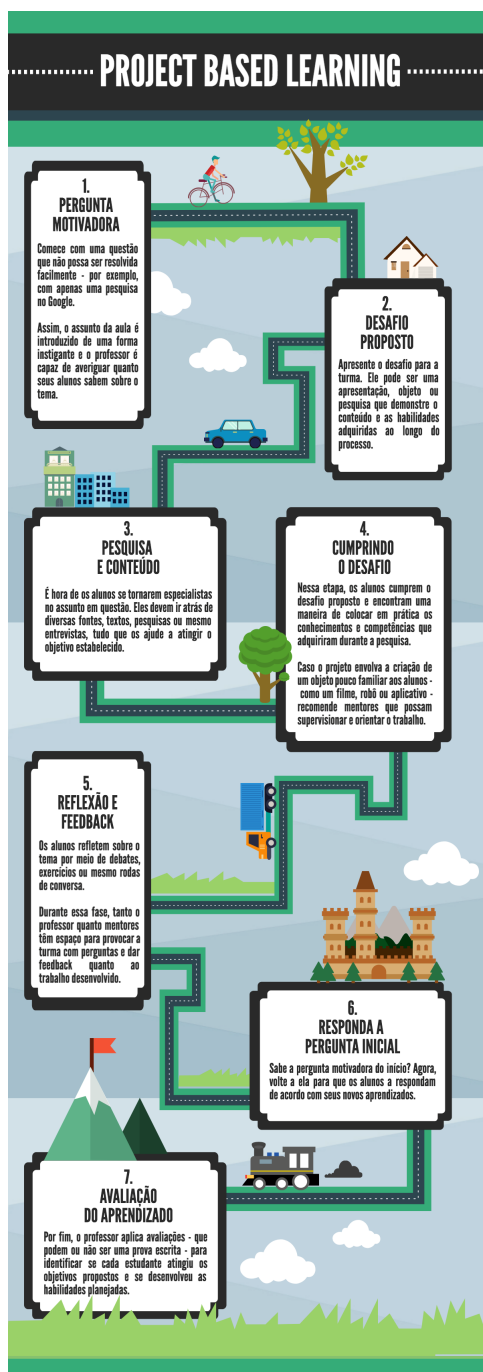 PROJECT BASED LEARNING
1.
PERGUNTA
MOTIVADORA
Comece com uma questão
que não possa ser resolvida
facilmente - por exemplo,
com apenas uma pesquisa
no Google.
Assim, o assunto da aula é
introduzido de uma forma
instigante e o professor é
capaz de averiguar quanto
seus alunos sabem sobre o
tema.
2.
DESAFIO
PROPOSTO
Apresente o desafio para a
turma. Ele pode ser uma
apresentação, objeto ou
pesquisa que demonstre o
conteúdo e as habilidades
adquiridas ao longo do
processo.
3.
PESQUISA
E CONTEÚDO
É hora de os alunos se tornarem especialistas
no assunto em questão. Eles devem ir atrás de
diversas fontes, textos, pesquisas ou mesmo
entrevistas, tudo que os ajude a atingir o
objetivo estabelecido.
4.
CUMPRINDO
O DESAFIO
Nessa etapa, os alunos cumprem o
desafio proposto e encontram uma
maneira de colocar em prática os
conhecimentos e competências que
adquiriram durante a pesquisa.
Caso o projeto envolva a criação de
um objeto pouco familiar aos alunos -
como um filme, robô ou aplicativo -
recomende mentores que possam
supervisionar e orientar o trabalho.
5.
REFLEXÃO E
FEEDBACK
Os alunos refletem sobre o
tema por meio de debates,
exercícios ou mesmo rodas
de conversa.
Durante essa fase, tanto o
professor quanto mentores
têm espaço para provocar a
turma com perguntas e dar
feedback quanto ao
trabalho desenvolvido.
6.
RESPONDA A
PERGUNTA INICIAL
Sabe a pergunta motivadora do início? Agora,
volte a ela para que os alunos a respondam
de acordo com seus novos aprendizados.
7.
AVALIAÇÃO
DO APRENDIZADO
Por fim, o professor aplica avaliações - que
podem ou não ser uma prova escrita - para
identificar se cada estudante atingiu os
objetivos propostos e se desenvolveu as
habilidades planejadas.